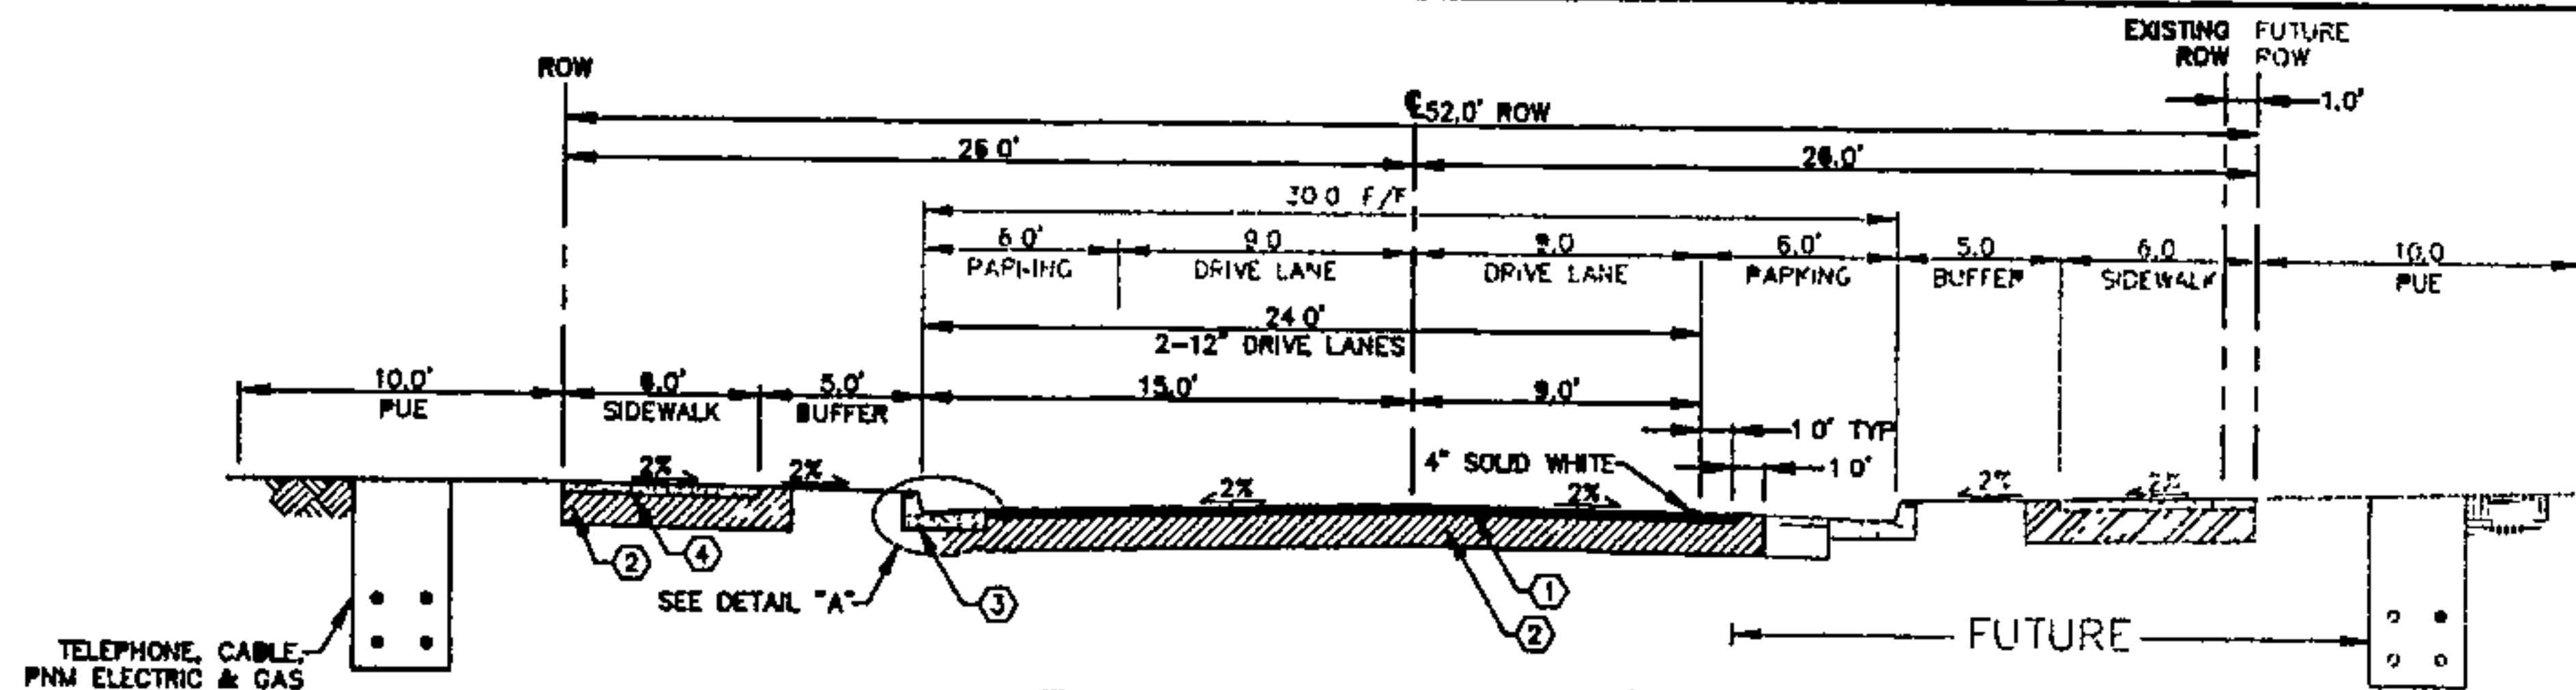 EXISTING FUTURE
ROW ROW
ROW
1.0'
℄ 52.0' ROW
26.0' 26.0'
30.0 F/F
6.0' 9.0 9.0 6.0' 5.0 6.0 10.0
PARKING DRIVE LANE DRIVE LANE PARKING BUFFER SIDEWALK PUE
24.0'
2-12" DRIVE LANES
10.0' 6.0' 5.0' 15.0' 9.0'
PUE SIDEWALK BUFFER
1 0' TYP
4" SOLID WHITE 1 0'
2% 2% 2% 2% 2% 2%
2 4 3 1
SEE DETAIL "A"
2
FUTURE
TELEPHONE, CABLE,
PNM ELECTRIC & GAS